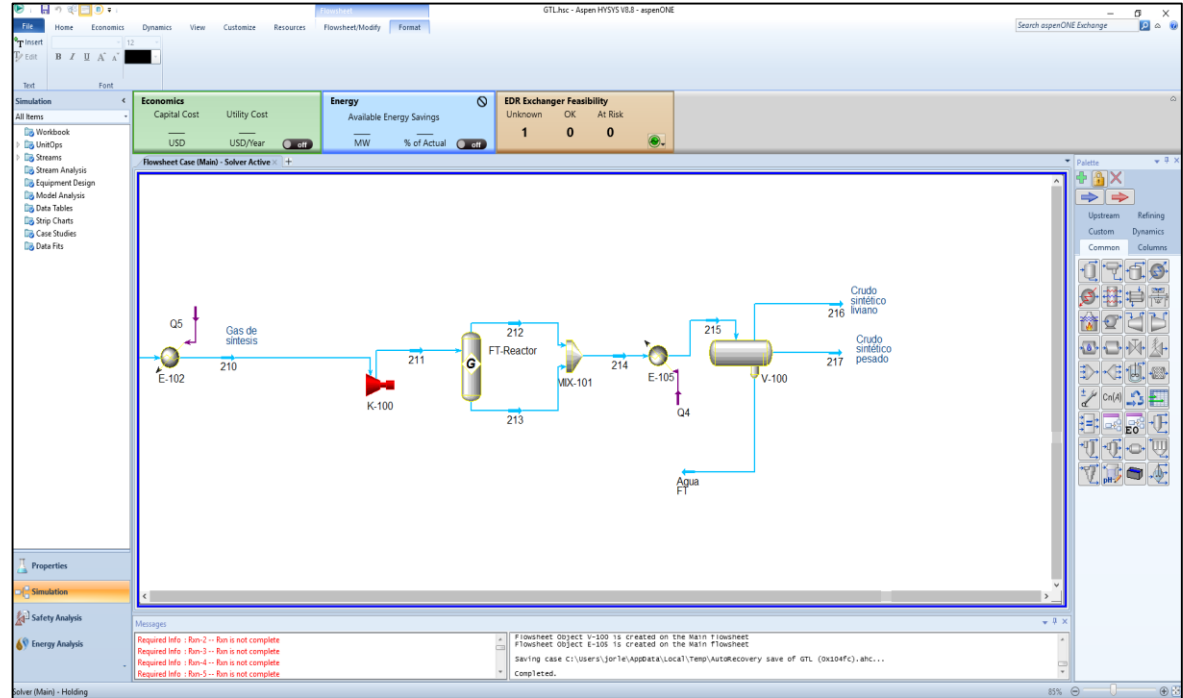 Flowsheet
GTL.hsc - Aspen HYSYS V8.8 - aspenONE
File Home Economics Dynamics View Customize Resources Flowsheet/Modify Format
Search aspenONE Exchange
Insert
12
Edit B I U A A
Text Font
Simulation
All Items
Workbook
UnitOps
Streams
Stream Analysis
Equipment Design
Model Analysis
Data Tables
Strip Charts
Case Studies
Data Fits
Properties
Simulation
Safety Analysis
Energy Analysis
Economics
Capital Cost Utility Cost
USD USD/Year off
Energy
Available Energy Savings
MW % of Actual off
EDR Exchanger Feasibility
Unknown OK At Risk
1 0 0
Flowsheet Case (Main) - Solver Active
Q5
Gas de
síntesis
210
E-102
K-100
211
212
FT-Reactor
G
213
MIX-101
214
E-105
Q4
215
V-100
Crudo
sintético
liviano
216
Crudo
sintético
pesado
217
Agua
FT
Palette
Upstream Refining
Custom Dynamics
Common Columns
Cn(A)
EO
pH
Messages
Required Info : Rxn-2 -- Rxn is not complete
Required Info : Rxn-3 -- Rxn is not complete
Required Info : Rxn-4 -- Rxn is not complete
Required Info : Rxn-5 -- Rxn is not complete
Flowsheet Object V-100 is created on the Main flowsheet
Flowsheet Object E-105 is created on the Main flowsheet
Saving case C:\Users\jorle\AppData\Local\Temp\AutoRecovery save of GTL (0x104fc).ahc...
Completed.
Solver (Main) - Holding
85%